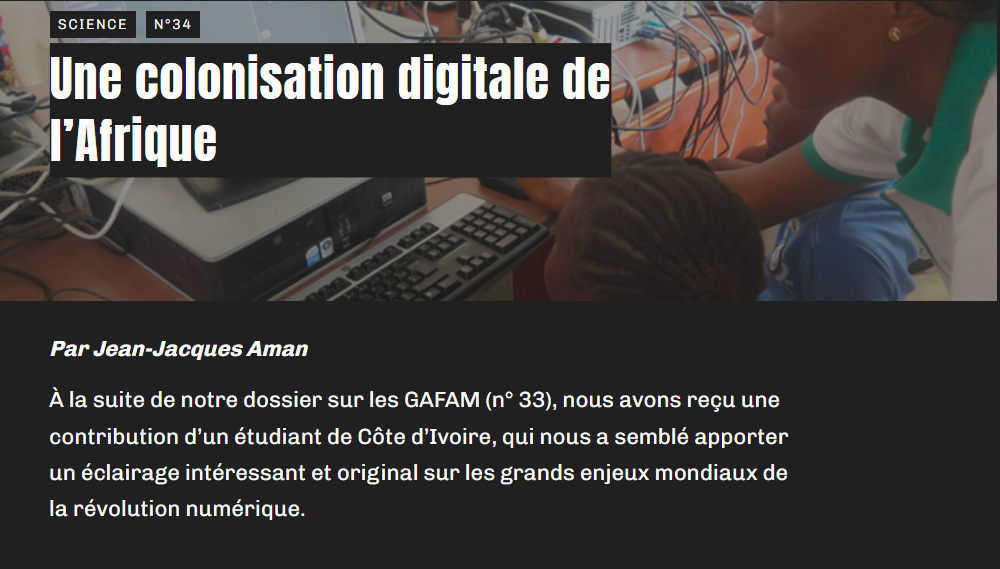 SCIENCE N°34
Une colonisation digitale de
l’Afrique
Par Jean-Jacques Aman
À la suite de notre dossier sur les GAFAM (n° 33), nous avons reçu une
contribution d’un étudiant de Côte d’Ivoire, qui nous a semblé apporter
un éclairage intéressant et original sur les grands enjeux mondiaux de
la révolution numérique.